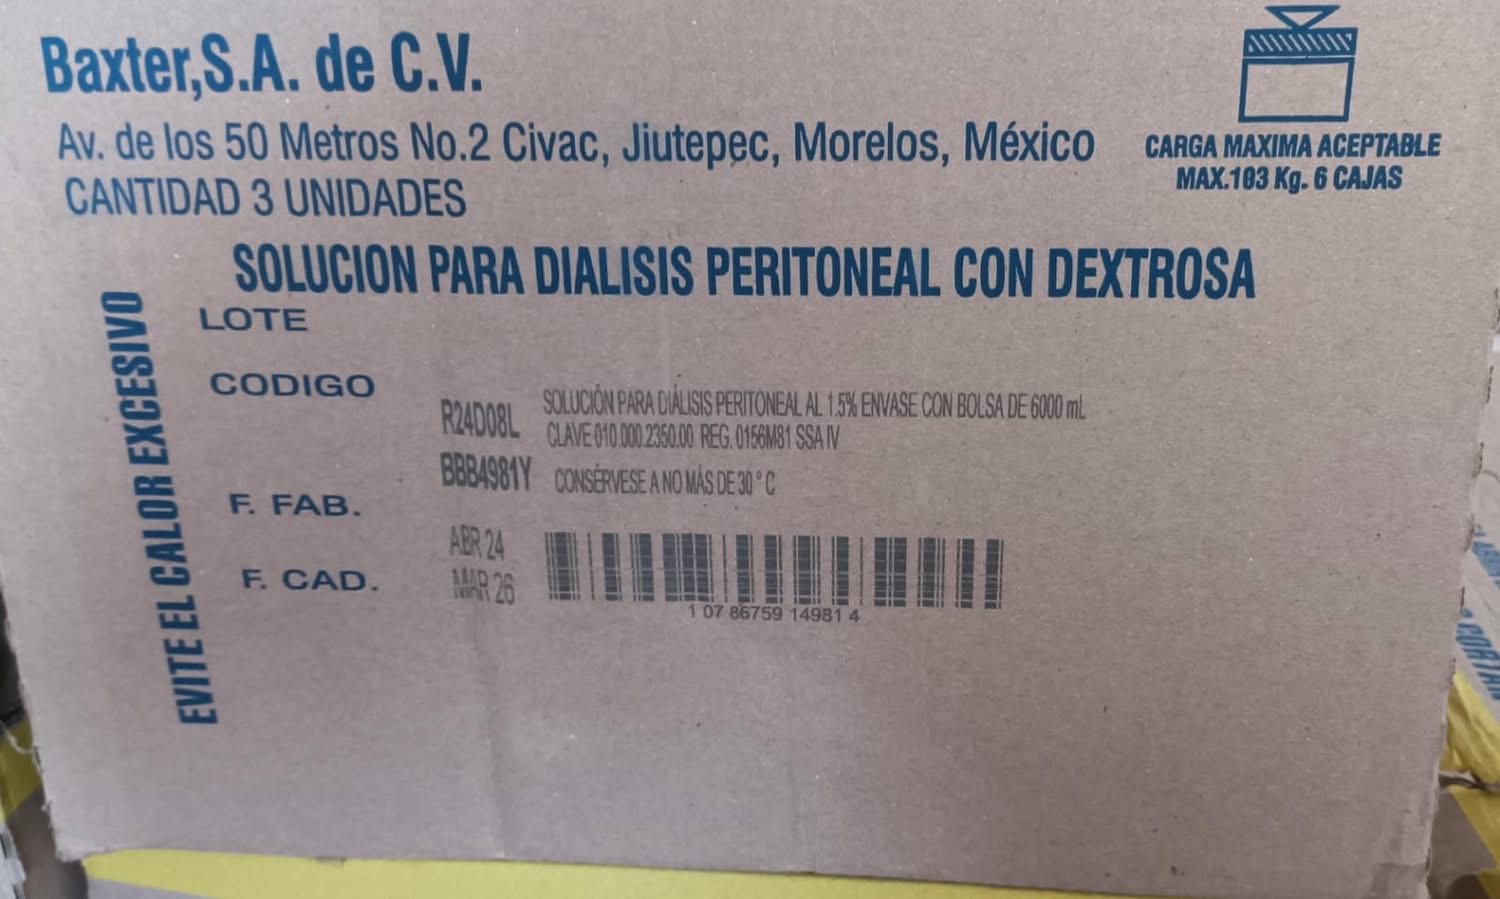 Baxter,S.A. de C.V.
Av. de los 50 Metros No.2 Civac, Jiutepec, Morelos, México
CANTIDAD 3 UNIDADES
CARGA MAXIMA ACEPTABLE
MAX.103 Kg. 6 CAJAS
SOLUCION PARA DIALISIS PERITONEAL CON DEXTROSA
EVITE EL CALOR EXCESIVO
LOTE
CODIGO
R24D08L
BBB4981Y
SOLUCIÓN PARA DIÁLISIS PERITONEAL AL 1.5% ENVASE CON BOLSA DE 6000 mL
CLAVE 010.000.2350.00 REG. 0156M81 SSA IV
CONSÉRVESE A NO MÁS DE 30 ° C
F. FAB.
ABR 24
F. CAD.
MAR 26
1 07 86759 14981 4